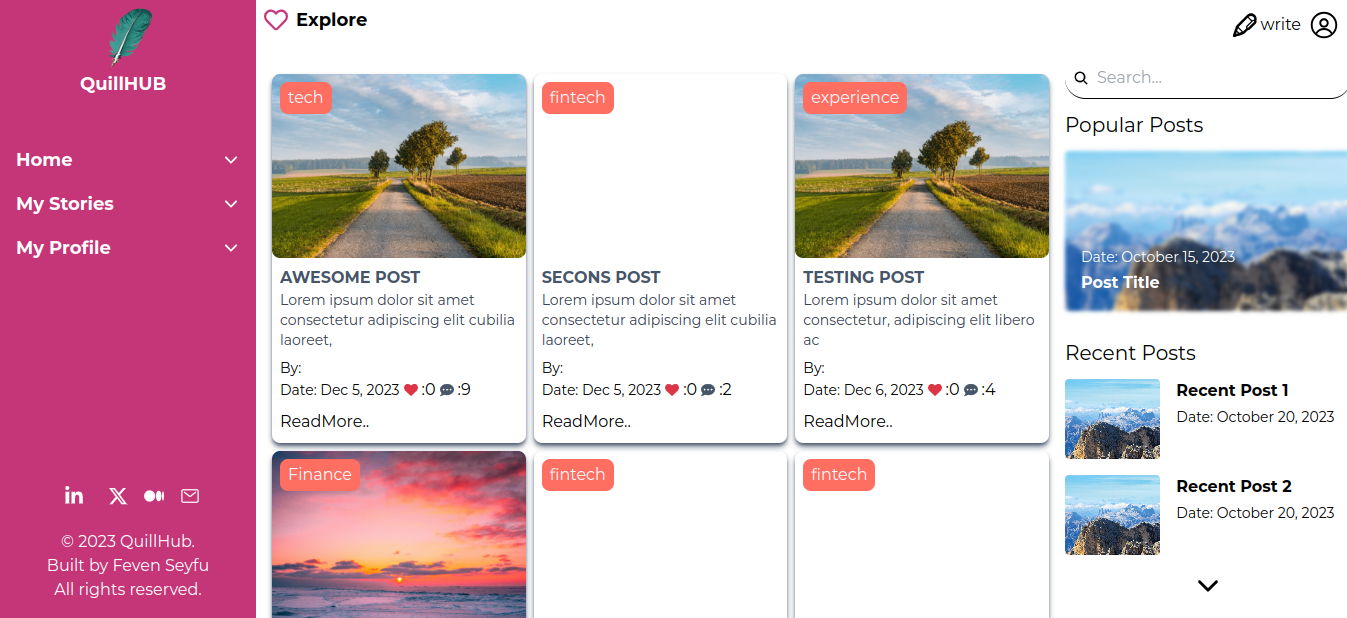 QuillHUB
Home
My Stories
My Profile
in
© 2023 QuillHub.
Built by Feven Seyfu
All rights reserved.
Explore
write
tech
AWESOME POST
Lorem ipsum dolor sit amet
consectetur adipiscing elit cubilia
laoreet,
By:
Date: Dec 5, 2023 :0 :9
ReadMore..
fintech
SECONS POST
Lorem ipsum dolor sit amet
consectetur adipiscing elit cubilia
laoreet,
By:
Date: Dec 5, 2023 :0 :2
ReadMore..
experience
TESTING POST
Lorem ipsum dolor sit amet
consectetur, adipiscing elit libero
ac
By:
Date: Dec 6, 2023 :0 :4
ReadMore..
Finance
fintech
fintech
Search...
Popular Posts
Date: October 15, 2023
Post Title
Recent Posts
Recent Post 1
Date: October 20, 2023
Recent Post 2
Date: October 20, 2023